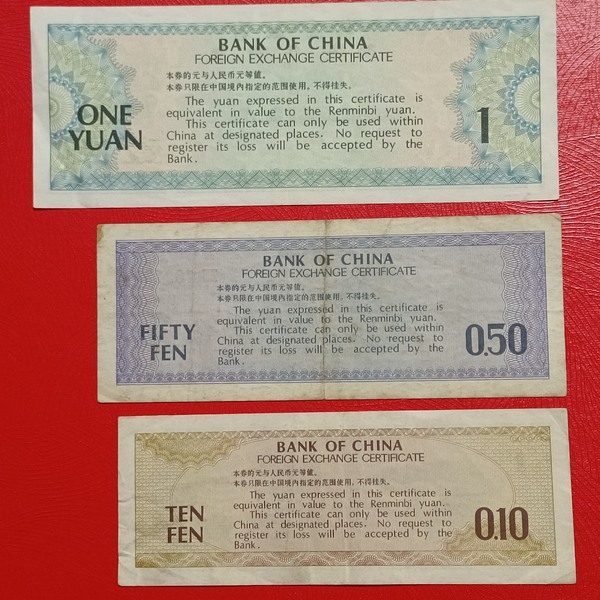 BANK OF CHINA
FOREIGN EXCHANGE CERTIFICATE
本券的元与人民币元等值。
本券只限在中国境内指定的范围使用，不得挂失。
The yuan expressed in this certificate is
equivalent in value to the Renminbi yuan.
This certificate can only be used within
China at designated places. No request to
register its loss will be accepted by the
Bank.
ONE
YUAN
1
BANK OF CHINA
FOREIGN EXCHANGE CERTIFICATE
本券的元与人民币元等值。
本券只限在中国境内指定的范围使用，不得挂失。
The yuan expressed in this certificate is
equivalent in value to the Renminbi yuan.
This certificate can only be used within
China at designated places. No request to
register its loss will be accepted by the
Bank.
FIFTY
FEN
0.50
BANK OF CHINA
FOREIGN EXCHANGE CERTIFICATE
本券的元与人民币元等值。
本券只限在中国境内指定的范围使用，不得挂失。
The yuan expressed in this certificate is
equivalent in value to the Renminbi yuan.
This certificate can only be used within
China at designated places. No request to
register its loss will be accepted by the
Bank.
TEN
FEN
0.10